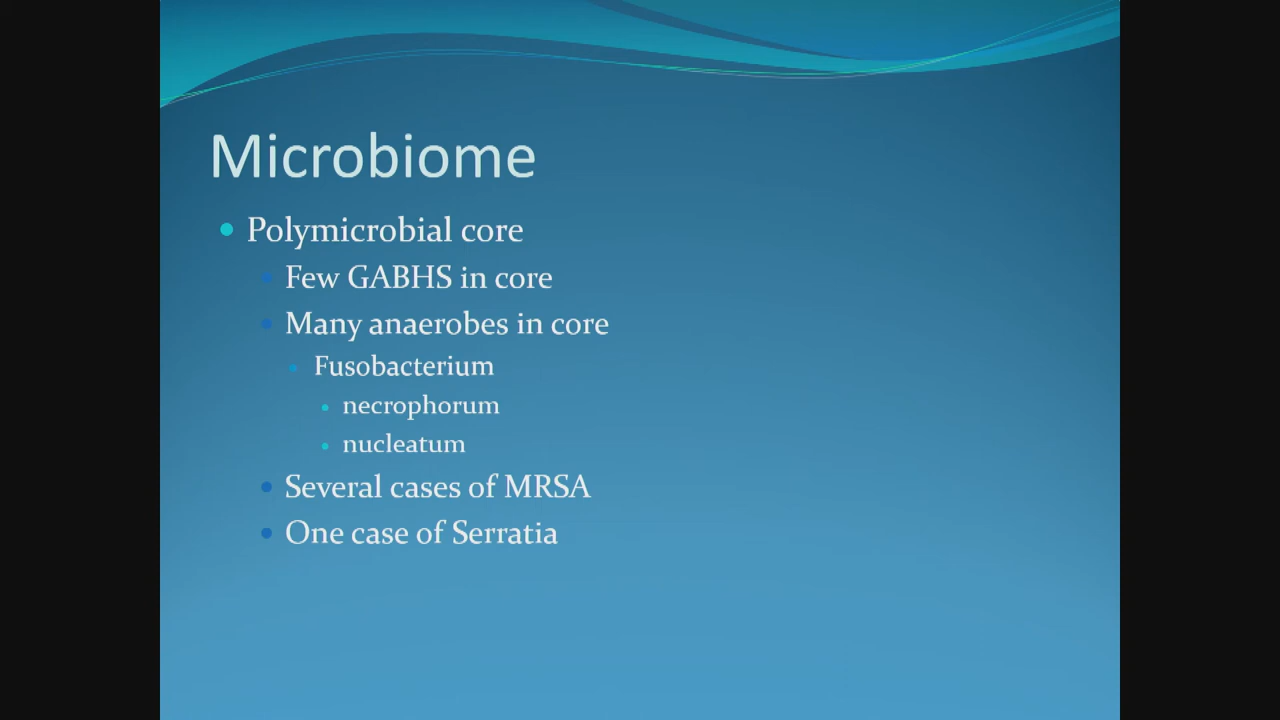 Microbiome
Polymicrobial core
Few GABHS in core
Many anaerobes in core
Fusobacterium
necrophorum
nucleatum
Several cases of MRSA
One case of Serratia